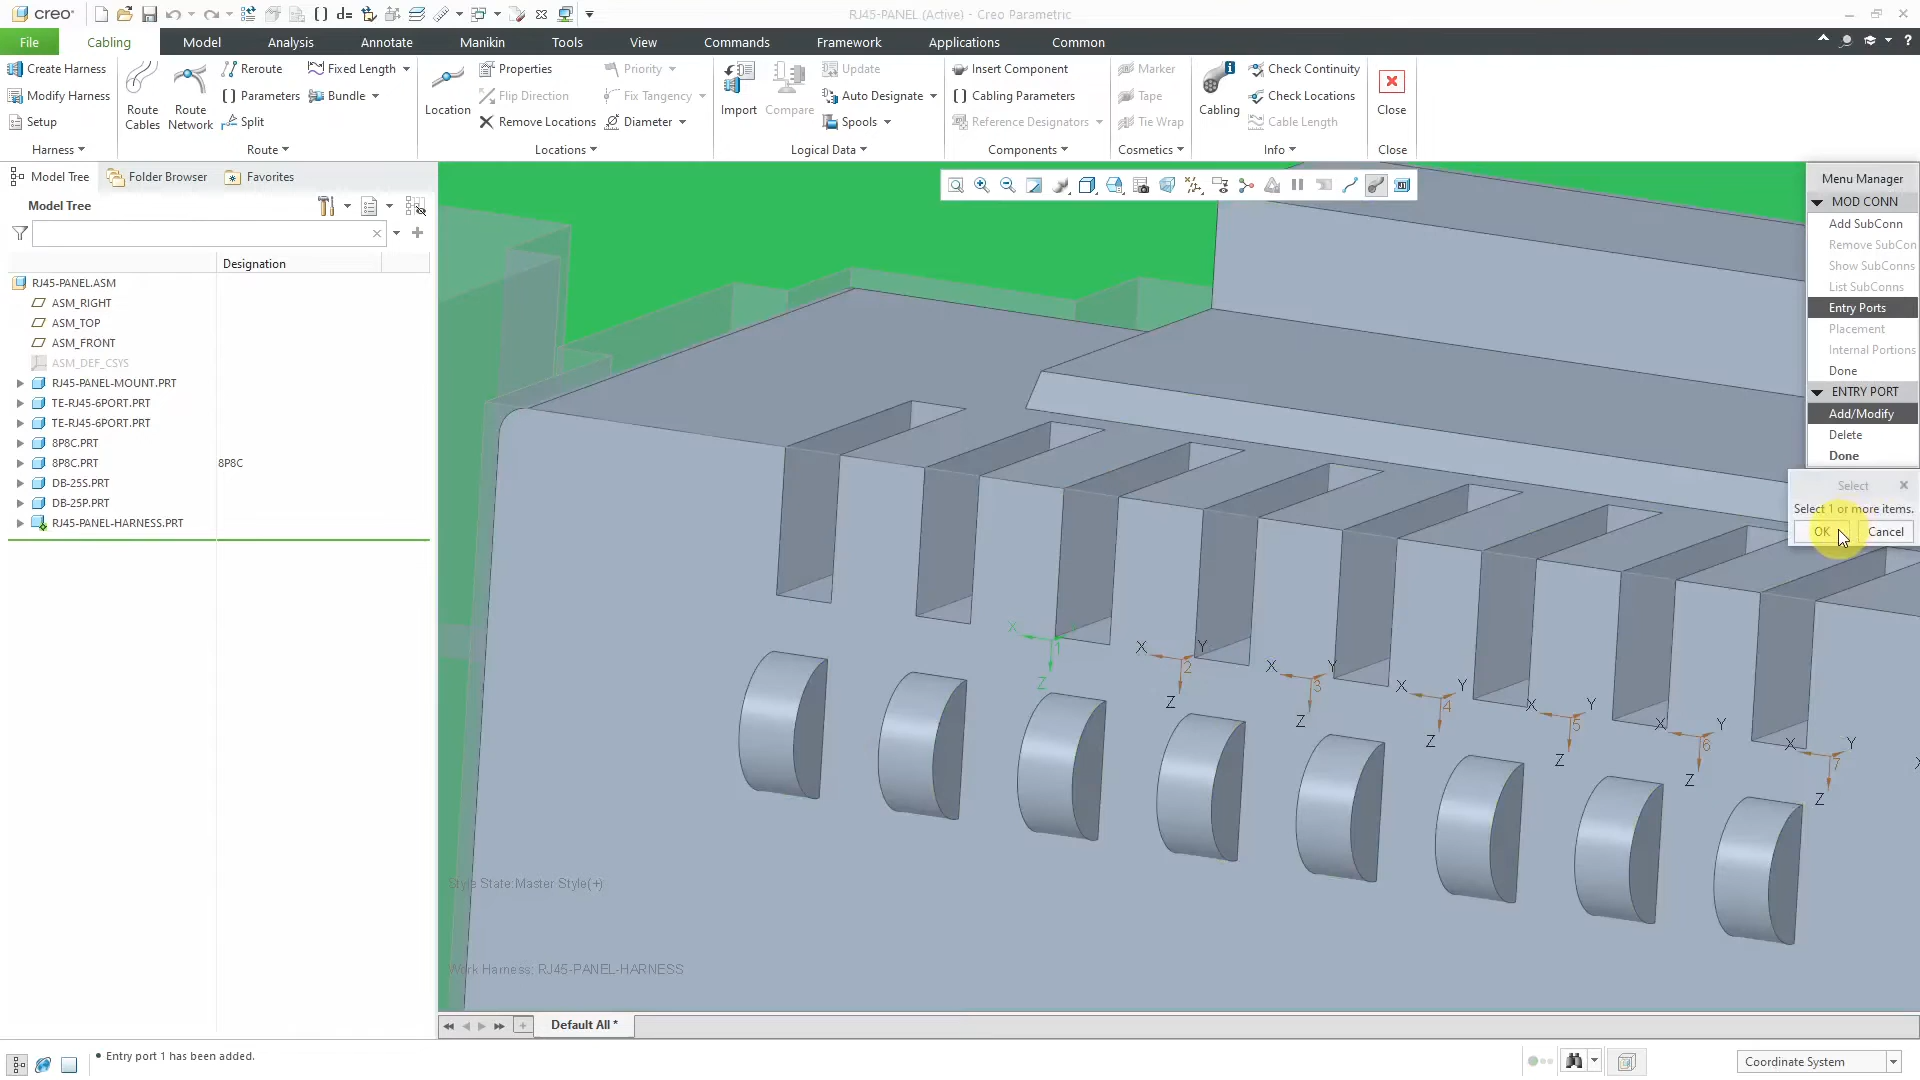 creo
d=
RJ45-PANEL (Active) - Creo Parametric
File
Cabling
Model
Analysis
Annotate
Manikin
Tools
View
Commands
Framework
Applications
Common
Create Harness
Modify Harness
Setup
Harness
Route Cables
Route Network
Reroute
Parameters
Split
Fixed Length
Bundle
Route
Location
Properties
Flip Direction
Remove Locations
Priority
Fix Tangency
Diameter
Locations
Import
Compare
Update
Auto Designate
Spools
Logical Data
Insert Component
Cabling Parameters
Reference Designators
Components
Marker
Tape
Tie Wrap
Cosmetics
Cabling
Check Continuity
Check Locations
Cable Length
Info
Close
Close
Model Tree
Folder Browser
Favorites
Model Tree
Designation
RJ45-PANEL.ASM
ASM_RIGHT
ASM_TOP
ASM_FRONT
ASM_DEF_CSYS
RJ45-PANEL-MOUNT.PRT
TE-RJ45-6PORT.PRT
TE-RJ45-6PORT.PRT
8P8C.PRT
8P8C.PRT 8P8C
DB-25S.PRT
DB-25P.PRT
RJ45-PANEL-HARNESS.PRT
Menu Manager
MOD CONN
Add SubConn
Remove SubCon
Show SubConns
List SubConns
Entry Ports
Placement
Internal Portions
Done
ENTRY PORT
Add/Modify
Delete
Done
Select
Select 1 or more items.
OK
Cancel
X 1 Z
X Y 2 Z
X Y 3 Z
X Y 4 Z
X Y 5 Z
X Y 6 Z
X Y 7 Z
X
Style State:Master Style(+)
Work Harness: RJ45-PANEL-HARNESS
Default All *
• Entry port 1 has been added.
Coordinate System